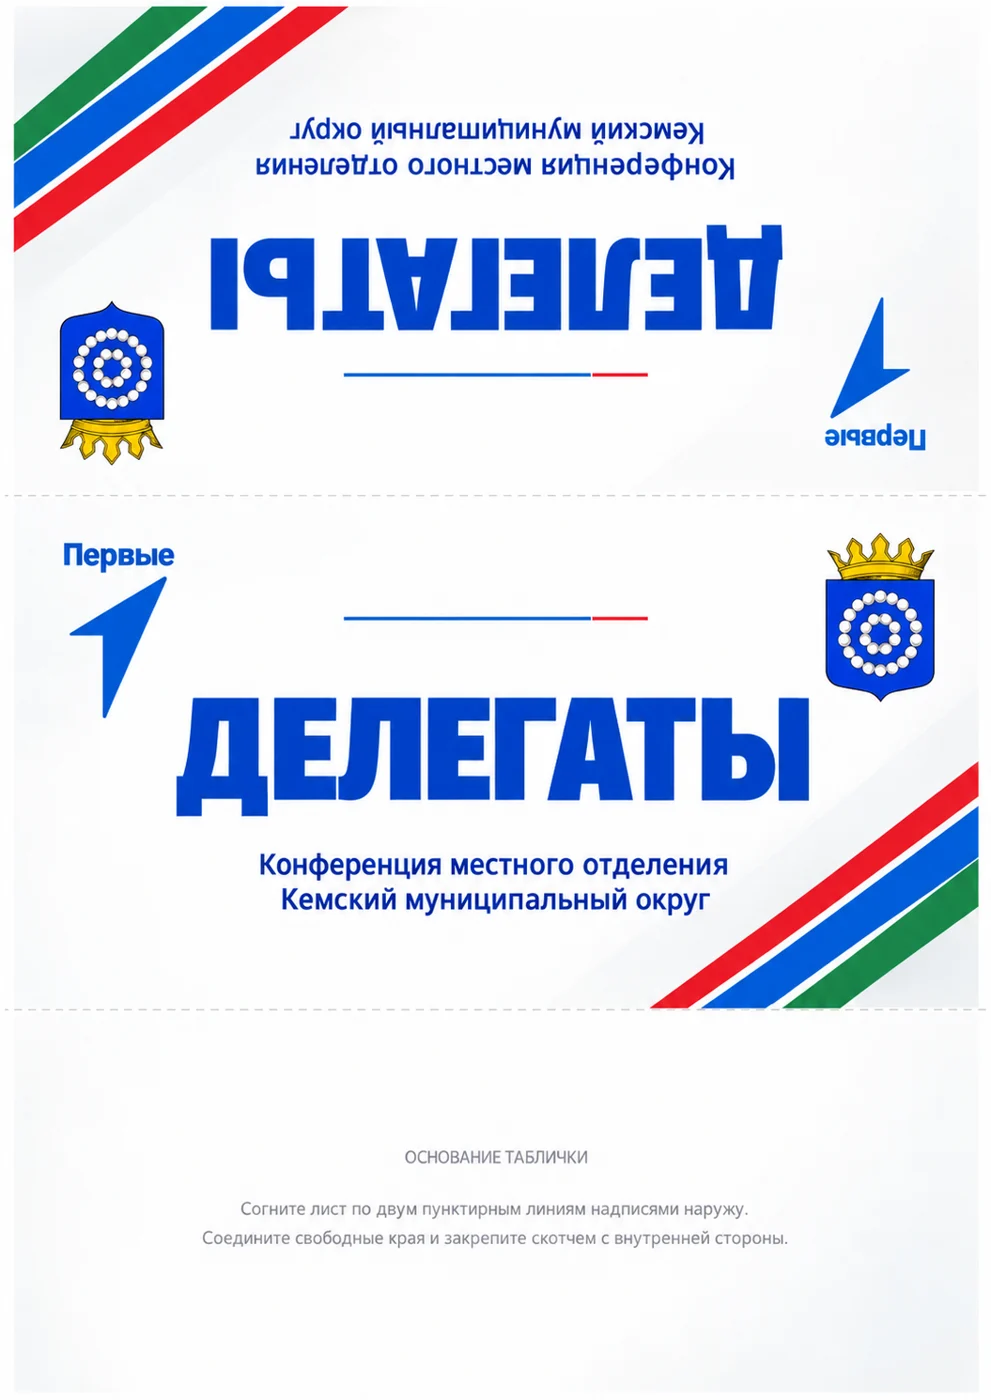 Первые
ДЕЛЕГАТЫ
Конференция местного отделения
Кемский муниципальный округ
Первые
ДЕЛЕГАТЫ
Конференция местного отделения
Кемский муниципальный округ
ОСНОВАНИЕ ТАБЛИЧКИ
Согните лист по двум пунктирным линиям надписями наружу.
Соедините свободные края и закрепите скотчем с внутренней стороны.